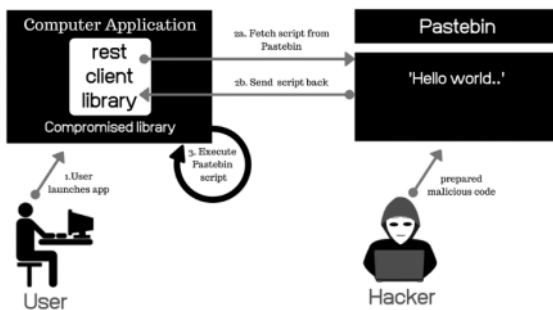 Computer Application
rest
client
library
Compromised library
2a. Fetch script from
Pastebin
2b. Send script back
Pastebin
'Hello world..'
3. Execute
Pastebin
script
1.User
launches app
User
prepared
malicious code
Hacker